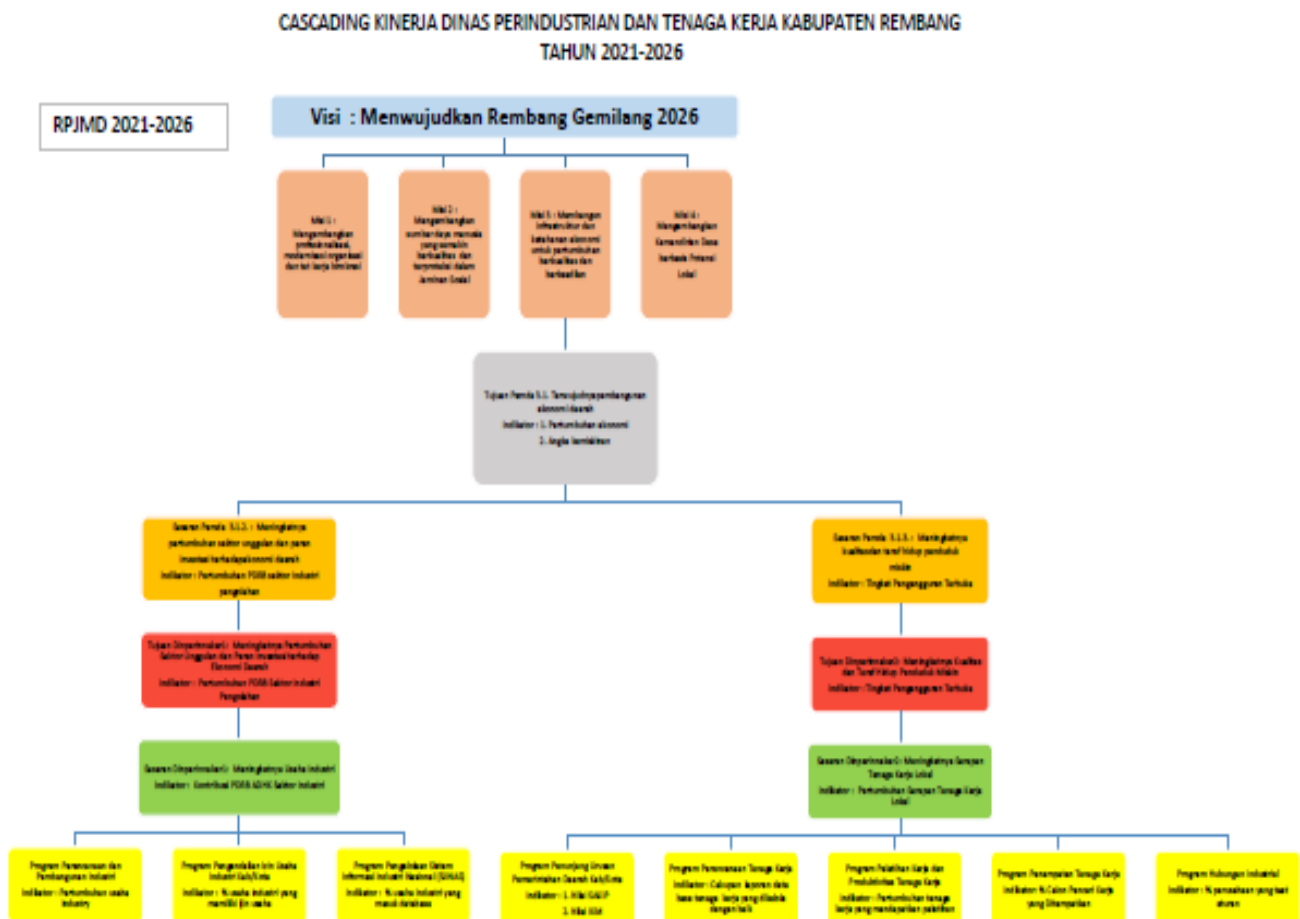 CASCADING KINERJA DINAS PERINDUSTRIAN DAN TENAGA KERJA KABUPATEN REMBANG
TAHUN 2021-2026
RPJMD 2021-2026
Visi : Menwujudkan Rembang Gemilang 2026
Misi 1 :
Mengembangkan
profesionalisasi,
modernisasi organisasi
dan tata kerja birokrasi
Misi 2 :
Mengembangkan
sumber daya manusia
yang semakin
berkualitas dan
terproteksi dalam
Jaminan Sosial
Misi 3 : Membangun
Infrastruktur dan
ketahanan ekonomi
untuk pertumbuhan
berkualitas dan
berkeadilan
Misi 4 :
Mengembangkan
Kemandirian Desa
berbasis Potensi
Lokal
Tujuan Pemda 3.1. Terwujudnya pembangunan
ekonomi daerah
Indikator : 1. Pertumbuhan ekonomi
2. Angka kemiskinan
Sasaran Pemda 3.1.2. : Meningkatnya
pertumbuhan sektor unggulan dan peran
investasi terhadap ekonomi daerah
Indikator : Pertumbuhan PDRB sektor industri
pengolahan
Sasaran Pemda 3.1.3. : Meningkatnya
kualitas dan taraf hidup penduduk
miskin
Indikator : Tingkat Pengangguran Terbuka
Tujuan Dinperinnaker : Meningkatnya Pertumbuhan
Sektor Unggulan dan Peran Investasi terhadap
Ekonomi Daerah
Indikator : Pertumbuhan PDRB Sektor Industri
Pengolahan
Tujuan Dinperinnaker : Meningkatnya Kualitas
dan Taraf Hidup Penduduk Miskin
Indikator : Tingkat Pengangguran Terbuka
Sasaran Dinperinnaker : Meningkatnya Usaha Industri
Indikator : Kontribusi PDRB ADHK Sektor Industri
Sasaran Dinperinnaker : Meningkatnya Serapan
Tenaga Kerja Lokal
Indikator : Pertumbuhan Serapan Tenaga Kerja
Lokal
Program Perencanaan dan
Pembangunan Industri
Indikator : Pertumbuhan usaha
industry
Program Pengendalian Izin Usaha
Industri Kab/Kota
Indikator : % usaha industri yang
memiliki ijin usaha
Program Pengelolaan Sistem
Informasi Industri Nasional (SIINAS)
Indikator : % usaha industri yang
masuk database
Program Penunjang Urusan
Pemerintahan Daerah Kab/Kota
Indikator : 1. Nilai SAKIP
2. Nilai IKM
Program Perencanaan Tenaga Kerja
Indikator : Cakupan laporan data
base tenaga kerja yang dikelola
dengan baik
Program Pelatihan Kerja dan
Produktivitas Tenaga Kerja
Indikator : Pertumbuhan tenaga
kerja yang mendapatkan pelatihan
Program Penempatan Tenaga Kerja
Indikator: % Calon Pencari Kerja
yang Ditempatkan
Program Hubungan Industrial
Indikator : % perusahaan yang taat
aturan